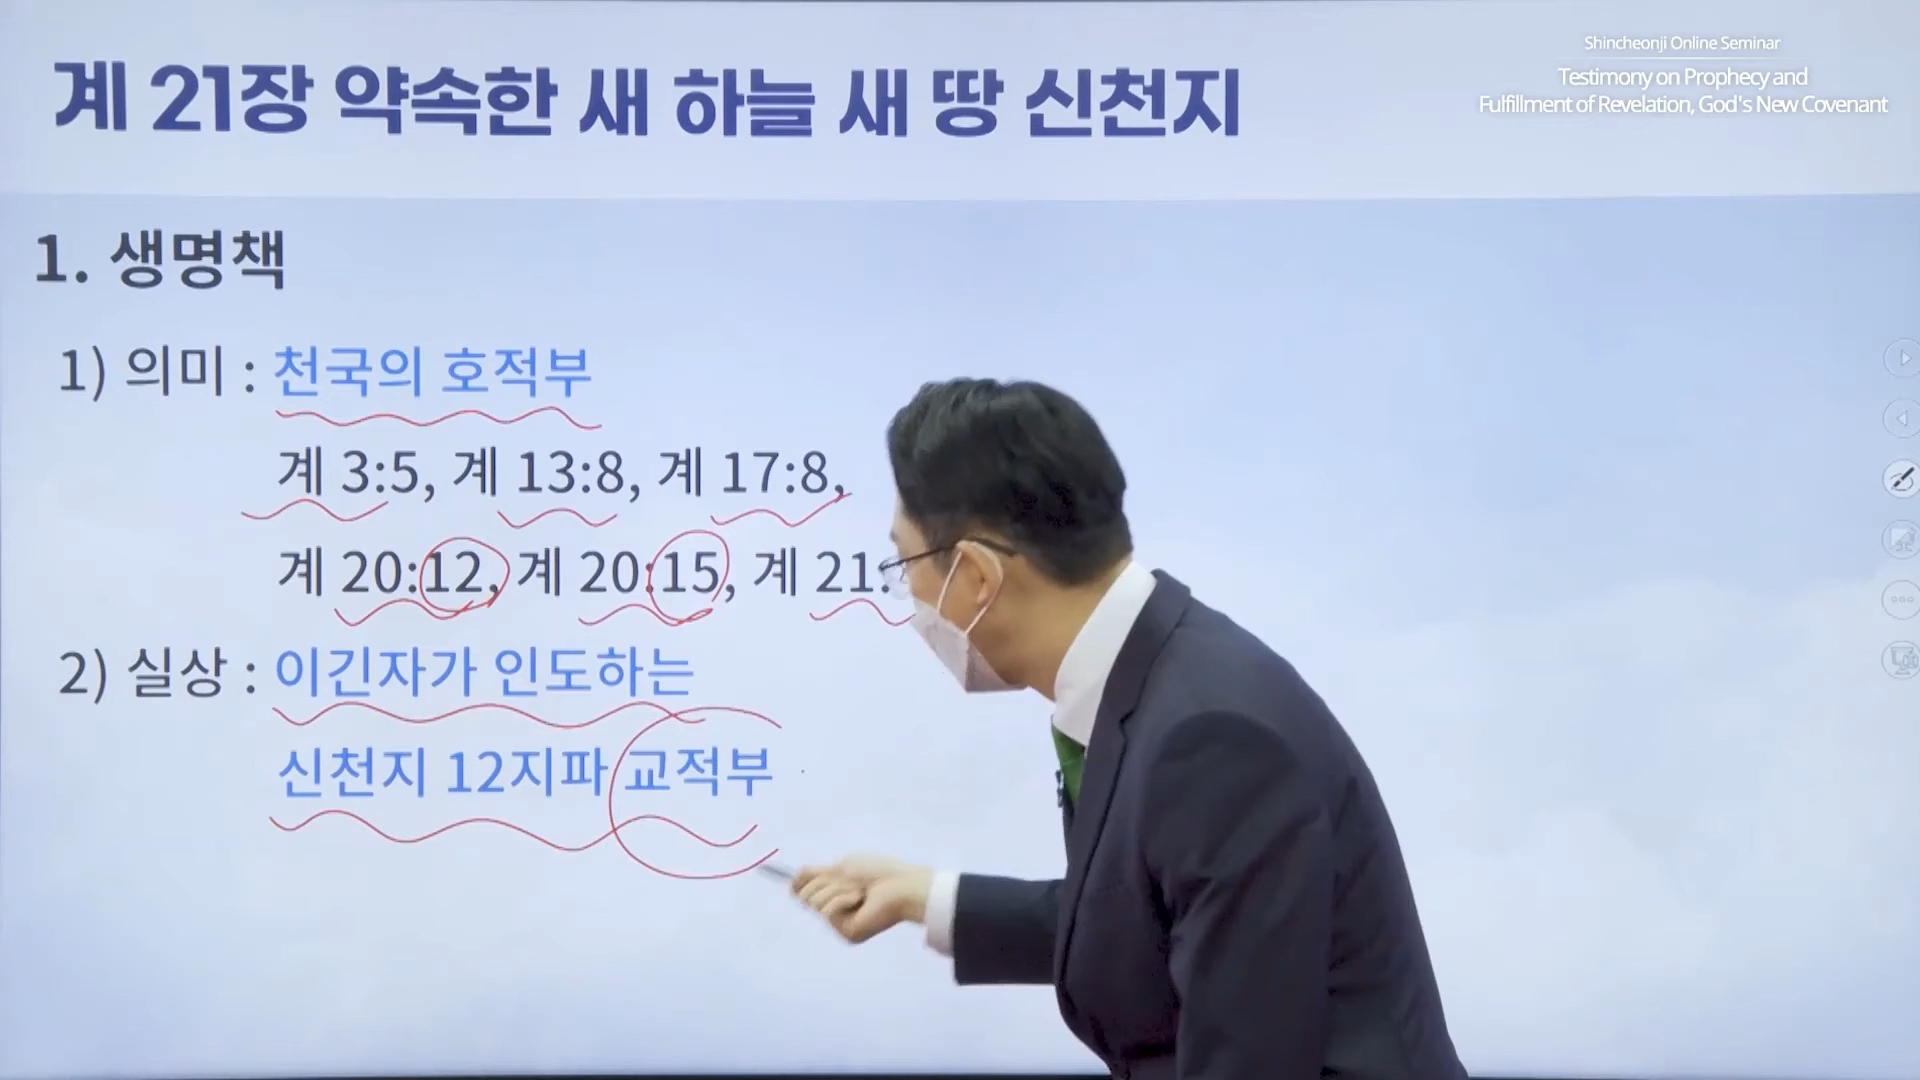 계 21장 약속한 새 하늘 새 땅 신천지
Shincheonji Online Seminar
Testimony on Prophecy and
Fulfillment of Revelation, God's New Covenant
1. 생명책
1) 의미 : 천국의 호적부
계 3:5, 계 13:8, 계 17:8,
계 20:12, 계 20:15, 계 21:
2) 실상 : 이긴자가 인도하는
신천지 12지파 교적부